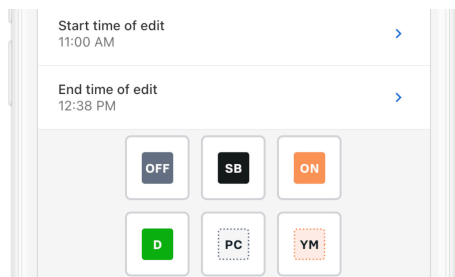 Start time of edit
11:00 AM
End time of edit
12:38 PM
OFF SB ON
D PC YM